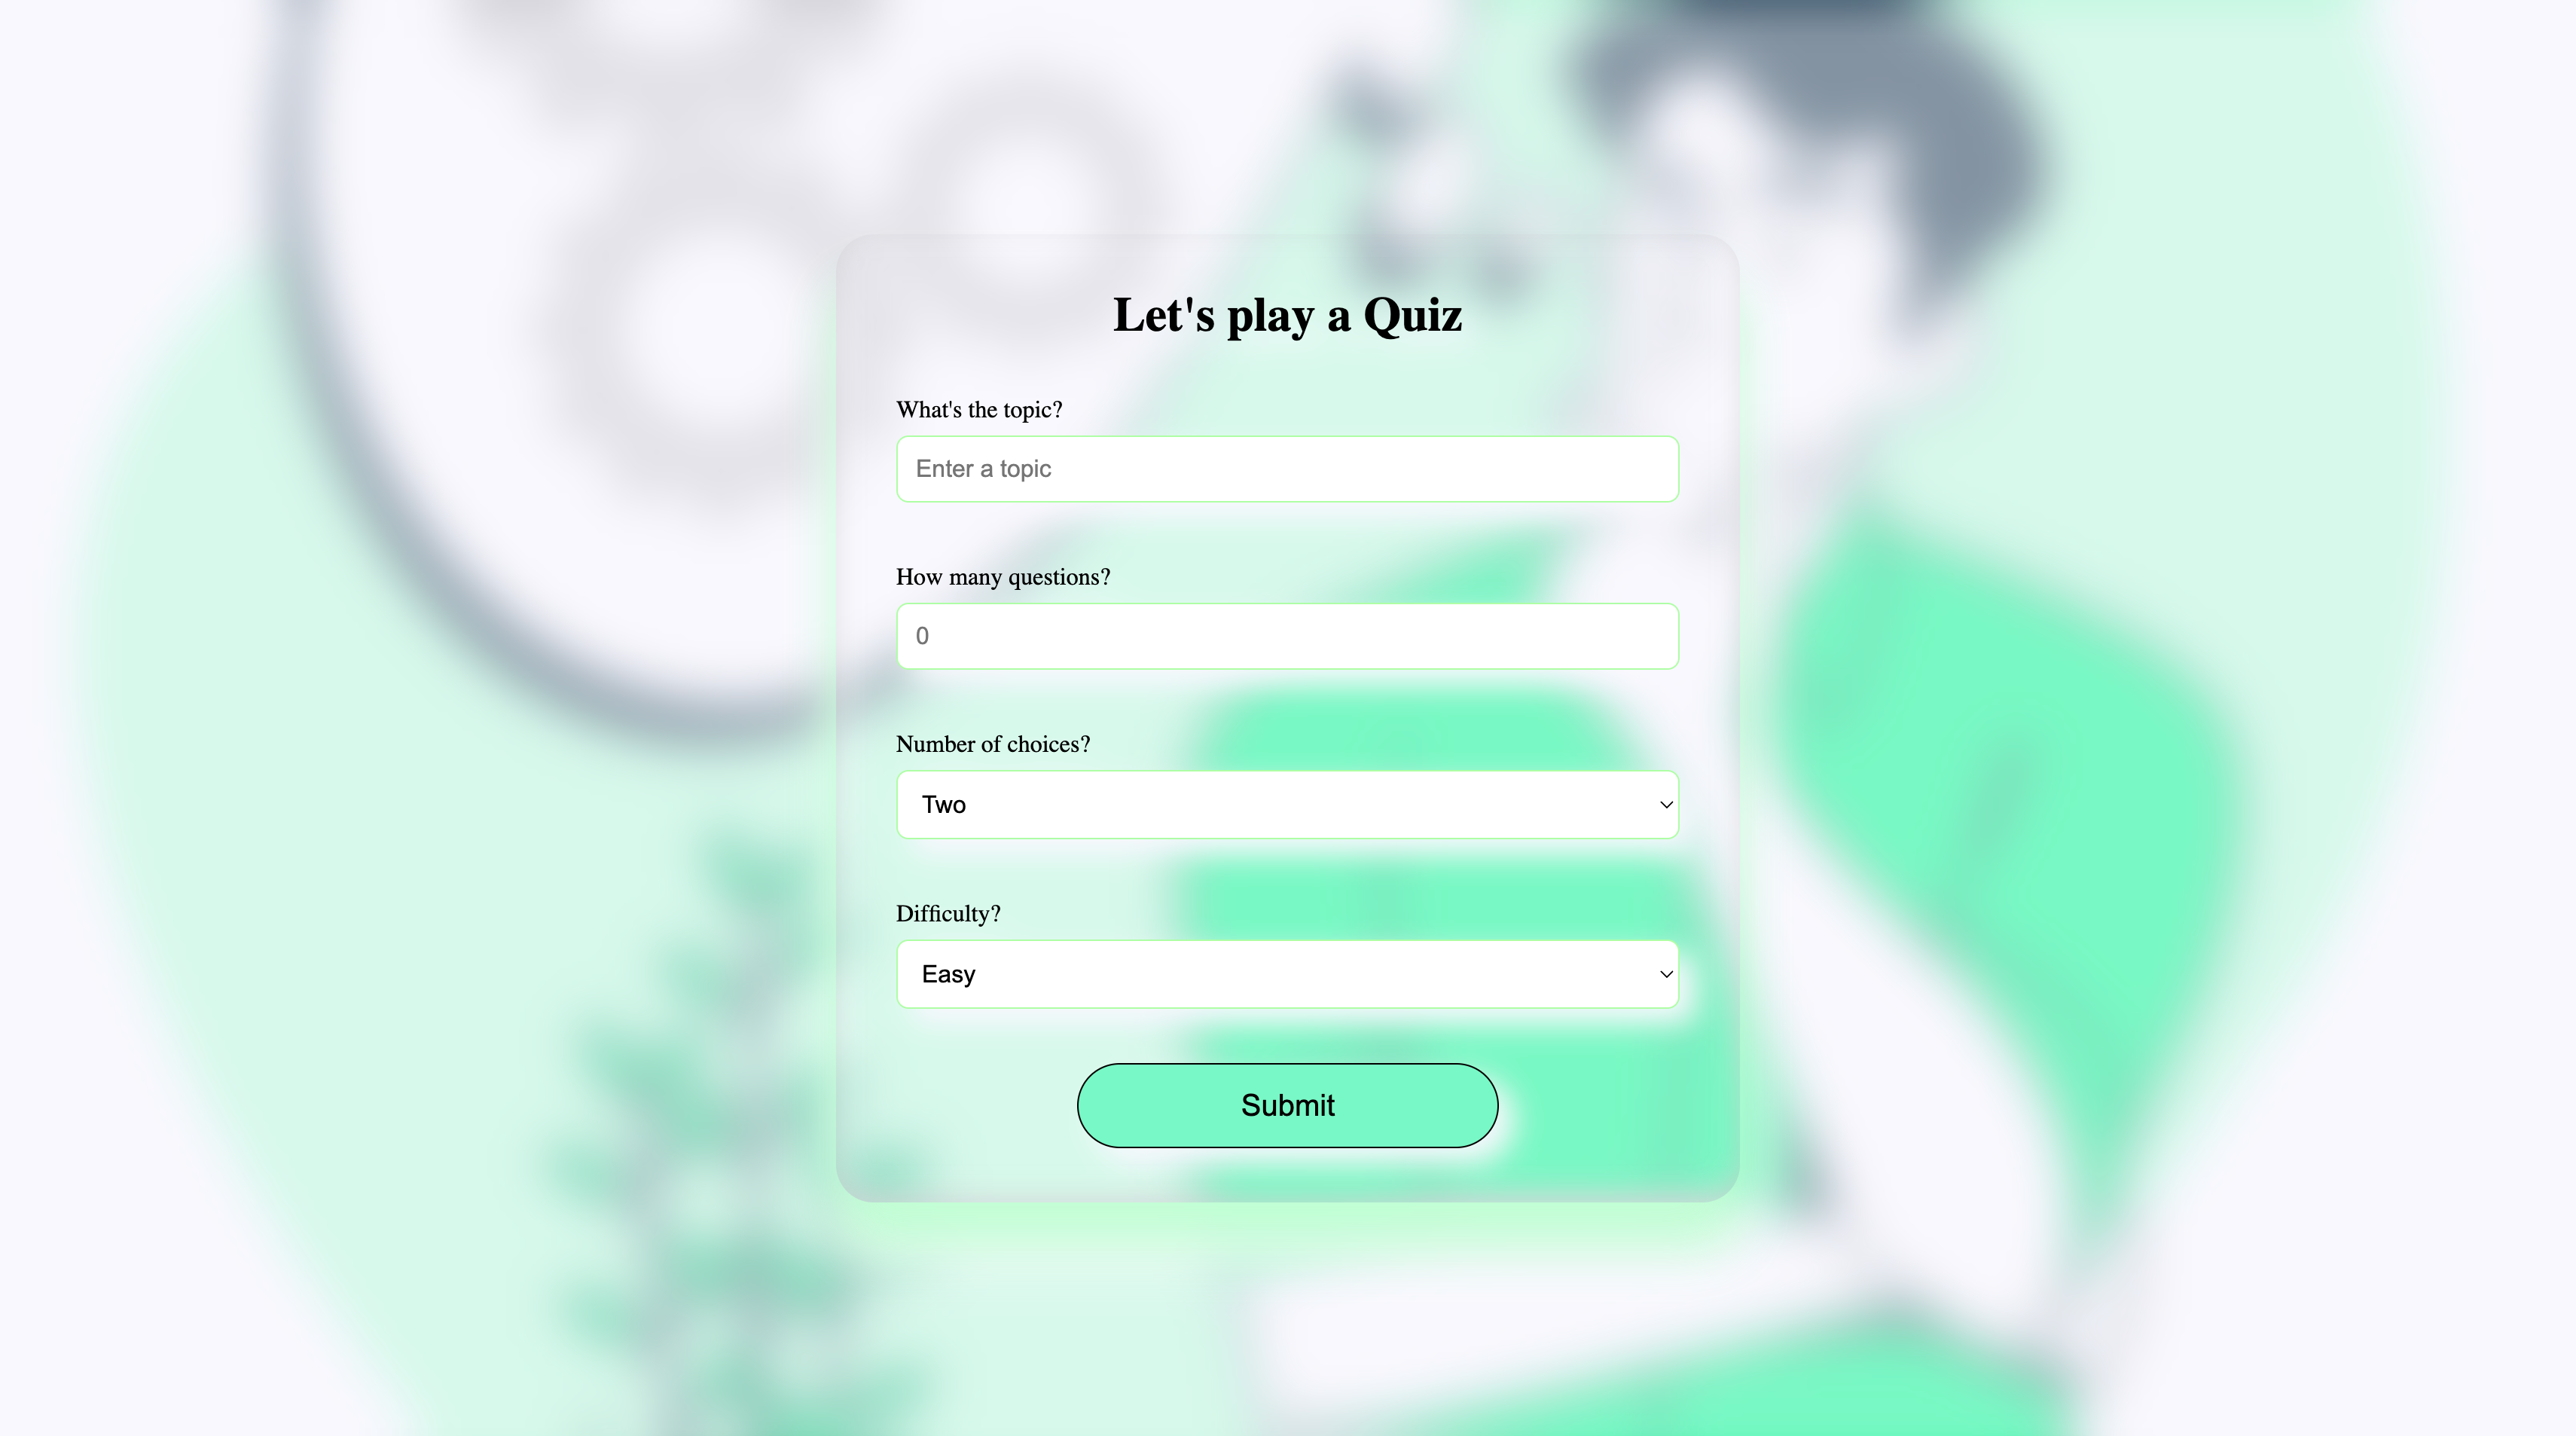 Let's play a Quiz
What's the topic?
Enter a topic
How many questions?
0
Number of choices?
Two
Difficulty?
Easy
Submit